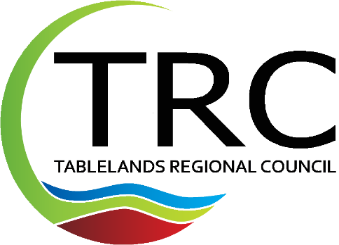 TRC
TABLELANDS REGIONAL COUNCIL